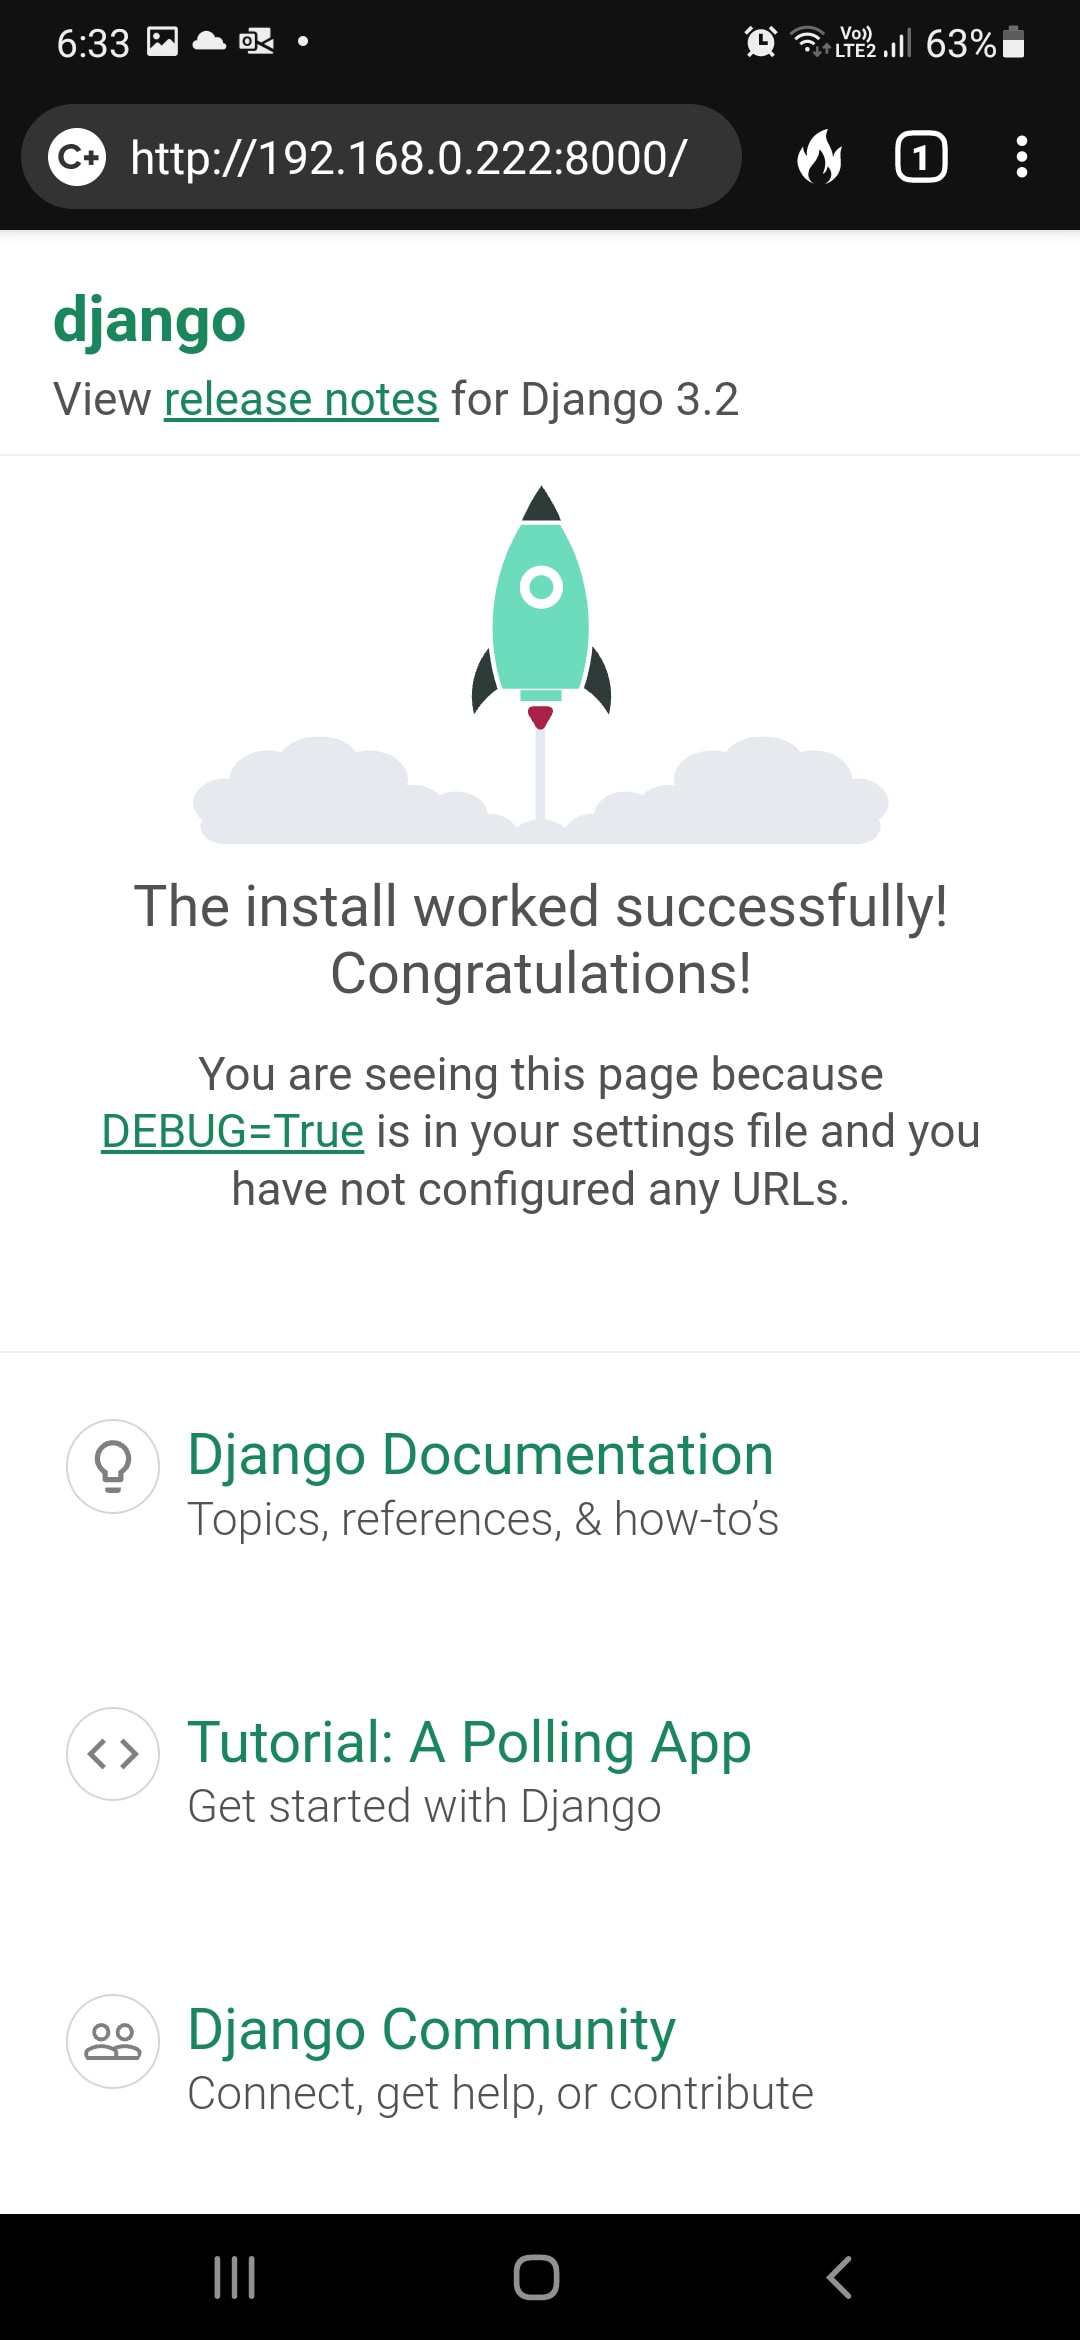 6:33
Vo))
LTE2
63%
C+
http://192.168.0.222:8000/
1
django
View release notes for Django 3.2
The install worked successfully!
Congratulations!
You are seeing this page because
DEBUG=True is in your settings file and you
have not configured any URLs.
Django Documentation
Topics, references, & how-to’s
Tutorial: A Polling App
Get started with Django
Django Community
Connect, get help, or contribute